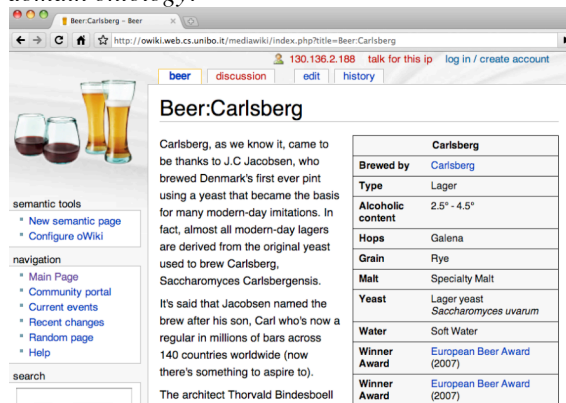 domain ontology.
Beer:Carlsberg – Beer
http://owiki.web.cs.unibo.it/mediawiki/index.php?title=Beer:Carlsberg
130.136.2.188 talk for this ip log in / create account
beer discussion edit history
Beer:Carlsberg
Carlsberg, as we know it, came to
be thanks to J.C Jacobsen, who
brewed Denmark's first ever pint
using a yeast that became the basis
for many modern-day imitations. In
fact, almost all modern-day lagers
are derived from the original yeast
used to brew Carlsberg,
Saccharomyces Carlsbergensis.
It's said that Jacobsen named the
brew after his son, Carl who's now a
regular in millions of bars across
140 countries worldwide (now
there's something to aspire to).
The architect Thorvald Bindesboell
Carlsberg
Brewed by Carlsberg
Type Lager
Alcoholic
content 2.5° - 4.5°
Hops Galena
Grain Rye
Malt Specialty Malt
Yeast Lager yeast
Saccharomyces uvarum
Water Soft Water
Winner
Award European Beer Award
(2007)
Winner
Award European Beer Award
(2007)
semantic tools
New semantic page
Configure oWiki
navigation
Main Page
Community portal
Current events
Recent changes
Random page
Help
search